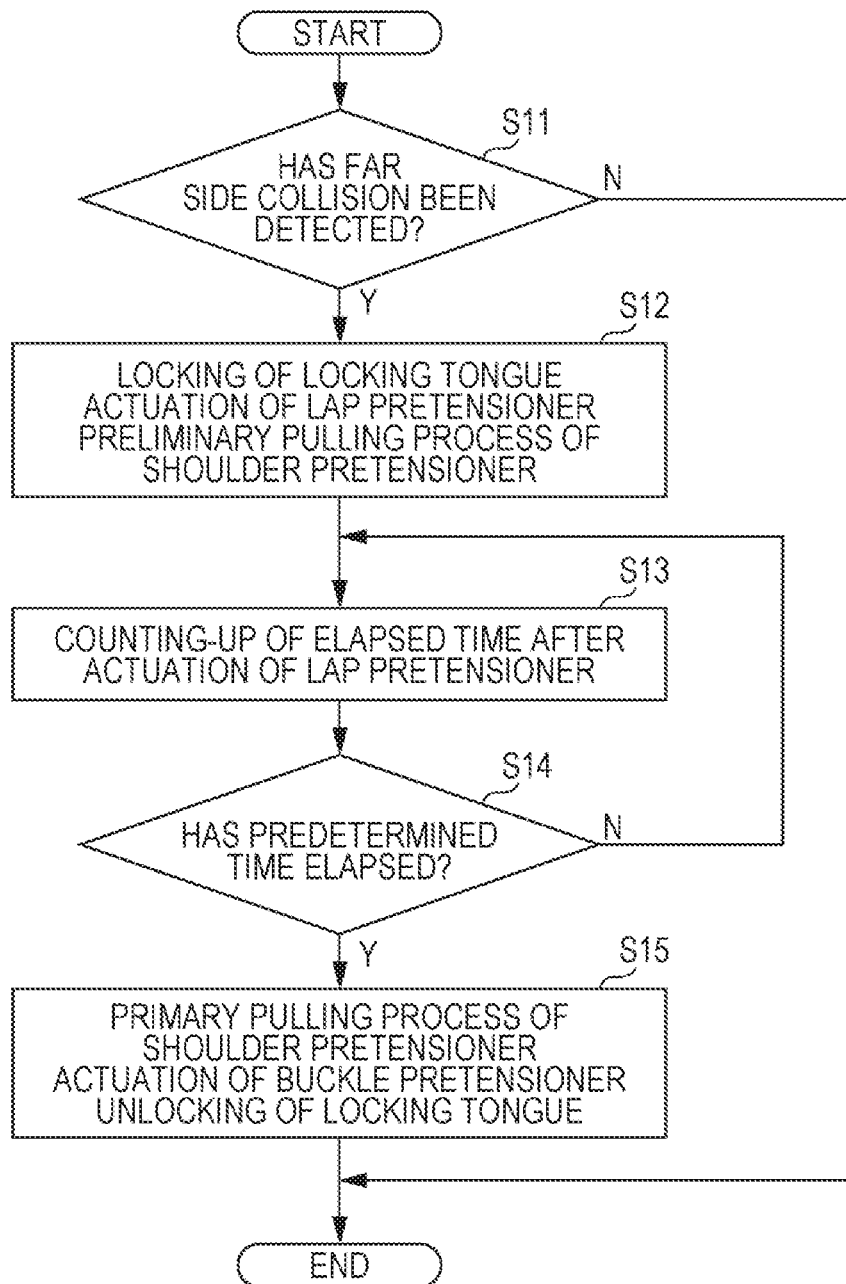 START
S11
HAS FAR
SIDE COLLISION BEEN
DETECTED?
N
Y
S12
LOCKING OF LOCKING TONGUE
ACTUATION OF LAP PRETENSIONER
PRELIMINARY PULLING PROCESS OF
SHOULDER PRETENSIONER
S13
COUNTING-UP OF ELAPSED TIME AFTER
ACTUATION OF LAP PRETENSIONER
S14
HAS PREDETERMINED
TIME ELAPSED?
N
Y
S15
PRIMARY PULLING PROCESS OF
SHOULDER PRETENSIONER
ACTUATION OF BUCKLE PRETENSIONER
UNLOCKING OF LOCKING TONGUE
END